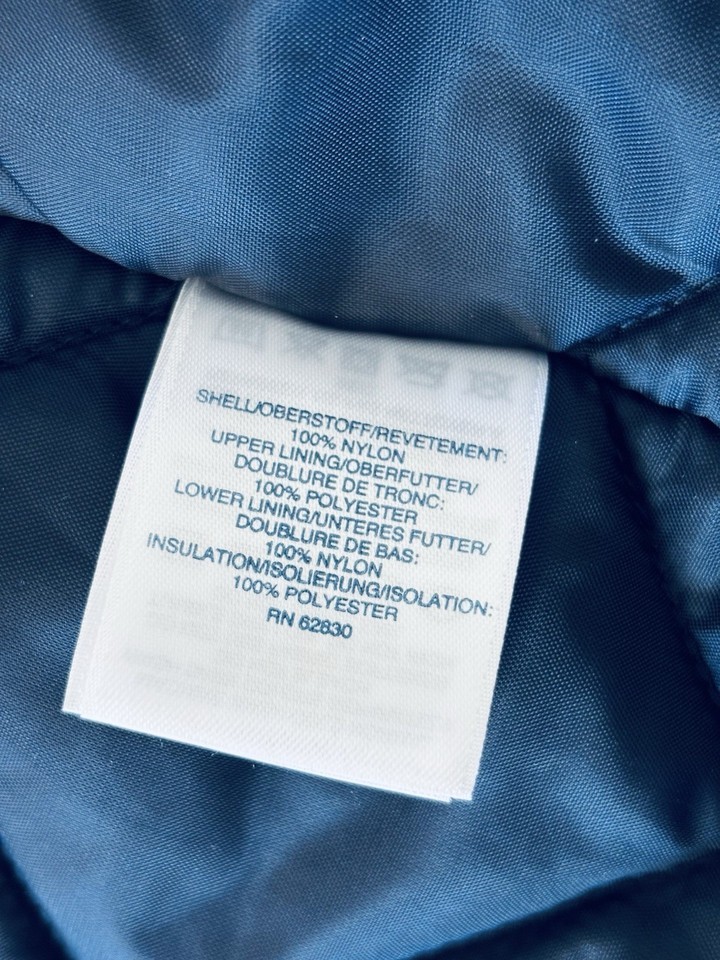 SHELL/OBERSTOFF/REVETEMENT:
100% NYLON
UPPER LINING/OBERFUTTER/
DOUBLURE DE TRONC:
100% POLYESTER
LOWER LINING/UNTERES FUTTER/
DOUBLURE DE BAS:
100% NYLON
INSULATION/ISOLIERUNG/ISOLATION:
100% POLYESTER
RN 62830